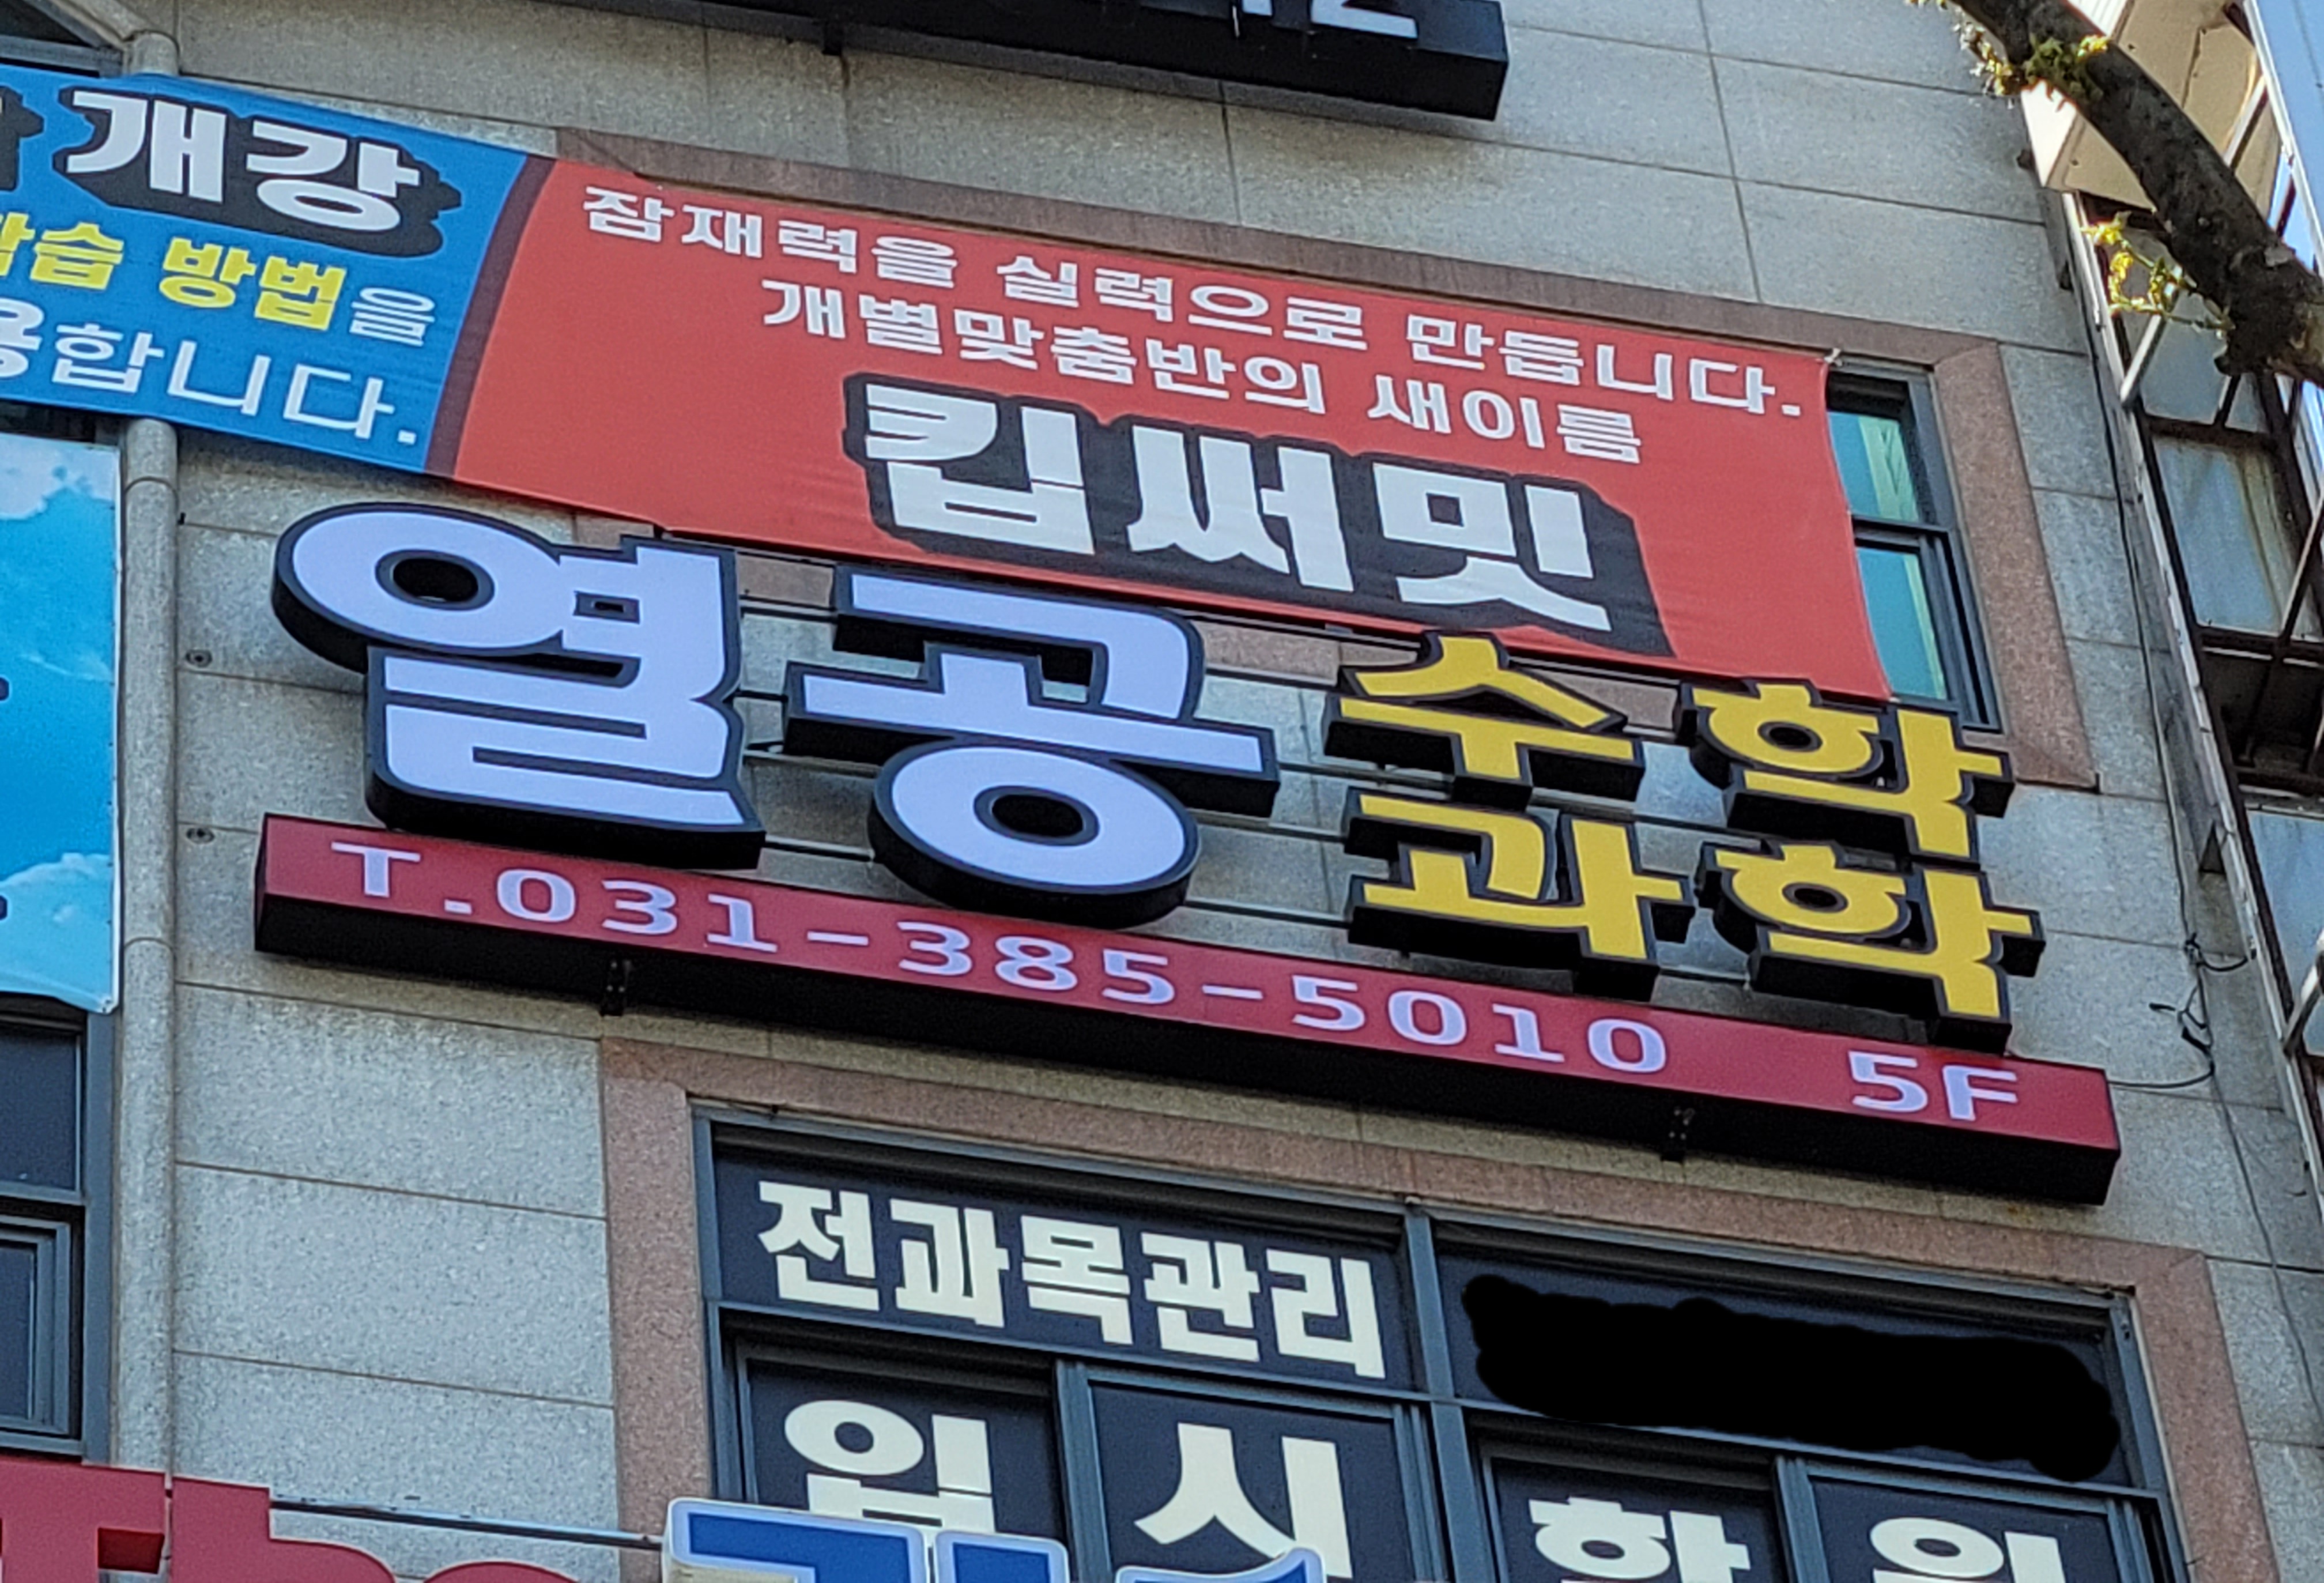 개강
학습 방법을
합니다.
잠재력을 실력으로 만듭니다.
개별맞춤반의 새이름
킵써밋
열공 수학
과학
T.031-385-5010 5F
전과목관리
입시학원